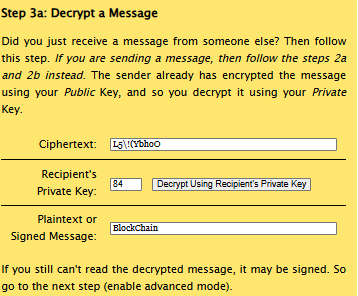 Step 3a: Decrypt a Message
Did you just receive a message from someone else? Then follow
this step. If you are sending a message, then follow the steps 2a
and 2b instead. The sender already has encrypted the message
using your Public Key, and so you decrypt it using your Private
Key.
Ciphertext: L5\!(YbhoO
Recipient's
Private Key: 84 Decrypt Using Recipient's Private Key
Plaintext or
Signed Message: BlockChain
If you still can't read the decrypted message, it may be signed. So
go to the next step (enable advanced mode).